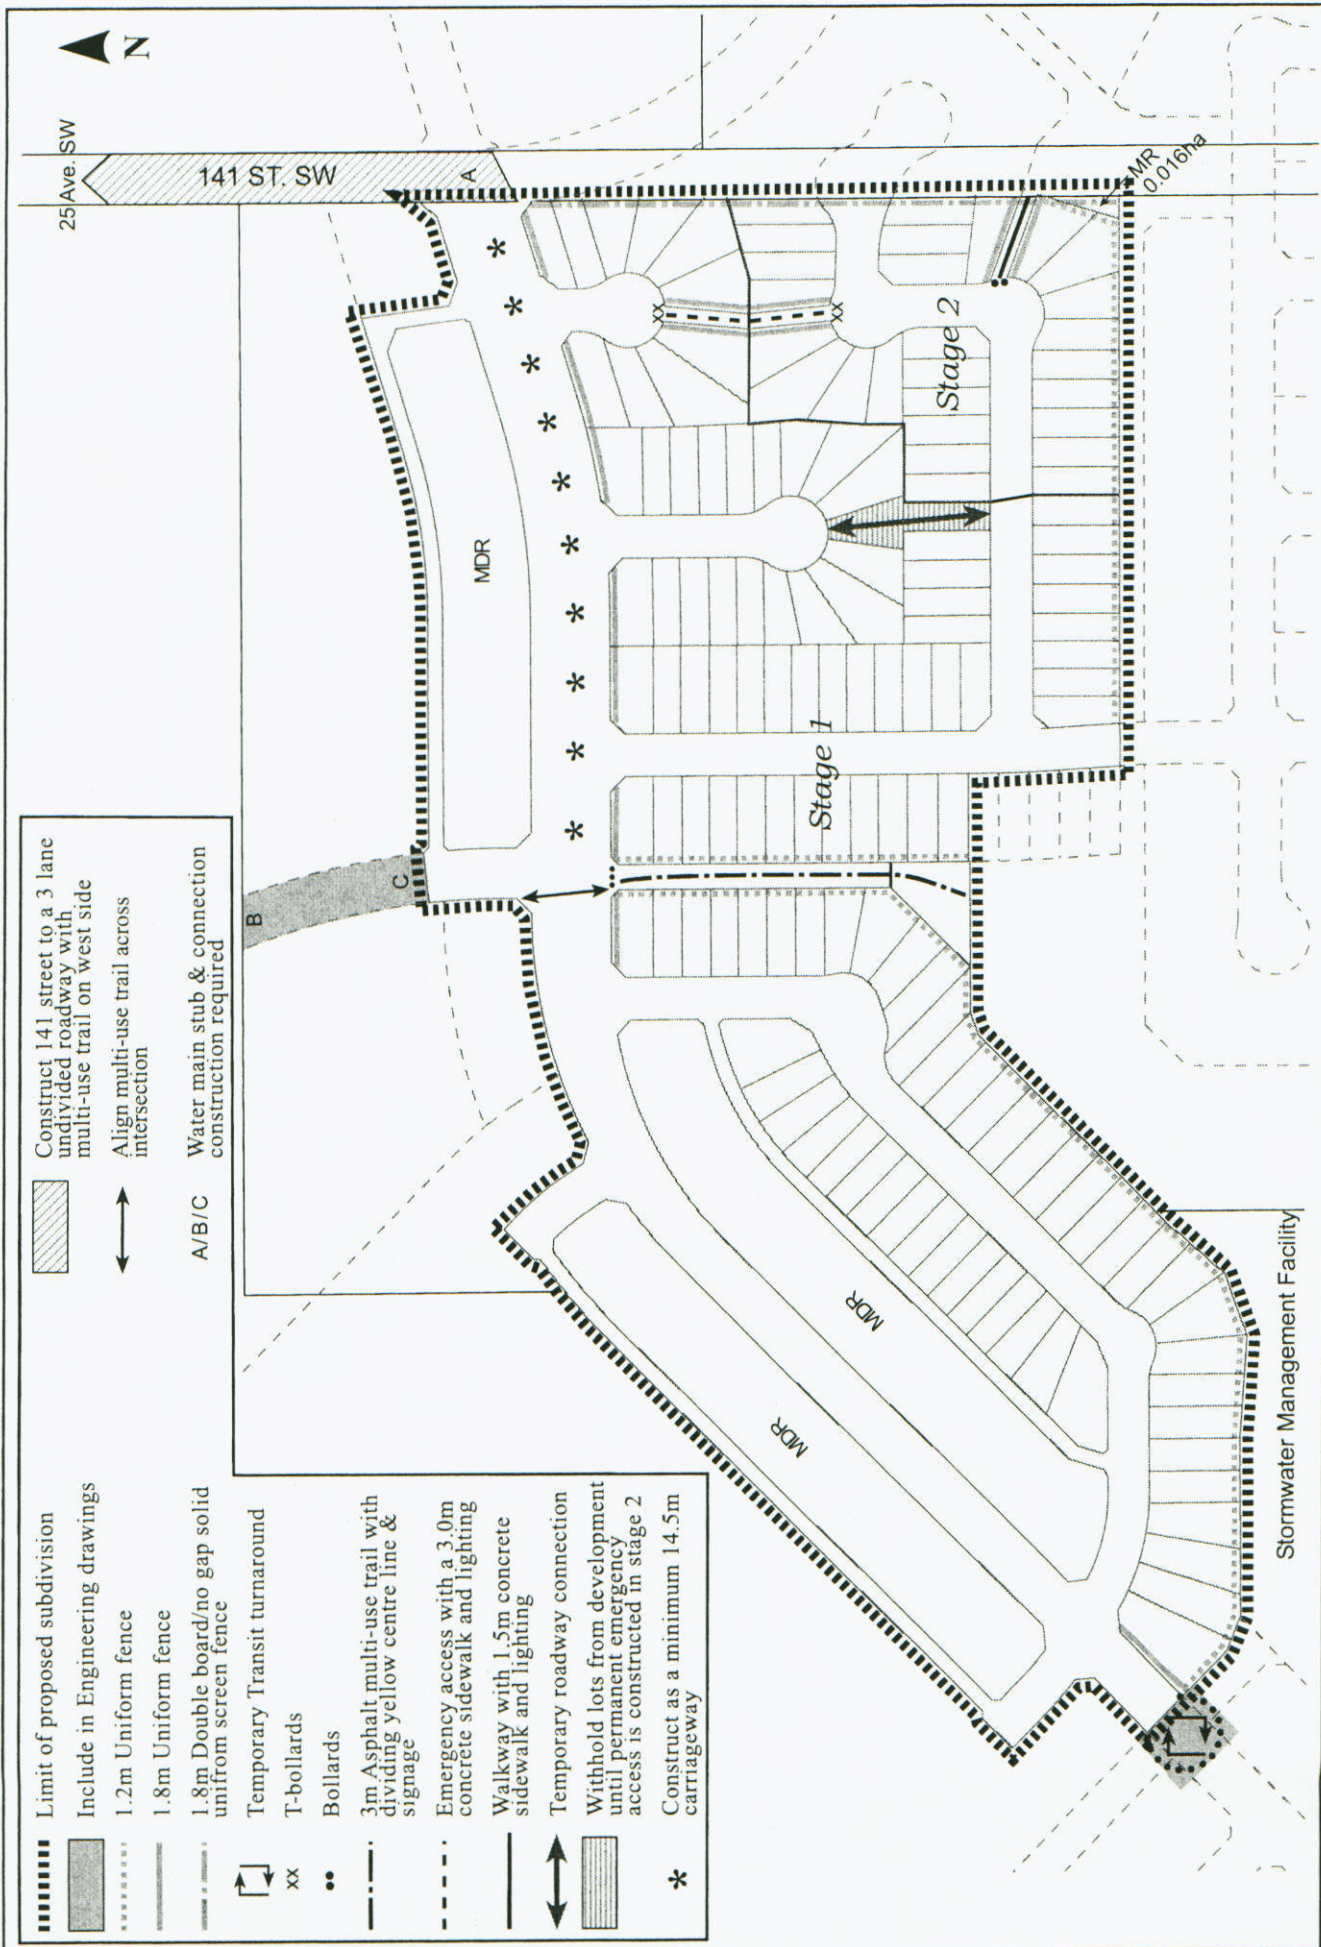 N
25 Ave. SW
141 ST. SW
A
MR
0.016ha
Stage 2
MDR
Stage 1
C
B
MDR
MDR
Stormwater Management Facility
Limit of proposed subdivision
Include in Engineering drawings
1.2m Uniform fence
1.8m Uniform fence
1.8m Double board/no gap solid
unifrom screen fence
Temporary Transit turnaround
xx T-bollards
Bollards
3m Asphalt multi-use trail with
dividing yellow centre line &
signage
Emergency access with a 3.0m
concrete sidewalk and lighting
Walkway with 1.5m concrete
sidewalk and lighting
Temporary roadway connection
Withhold lots from development
until permanent emergency
access is constructed in stage 2
* Construct as a minimum 14.5m
carriageway
Construct 141 street to a 3 lane
undivided roadway with
multi-use trail on west side
Align multi-use trail across
intersection
A/B/C Water main stub & connection
construction required
xx
xx